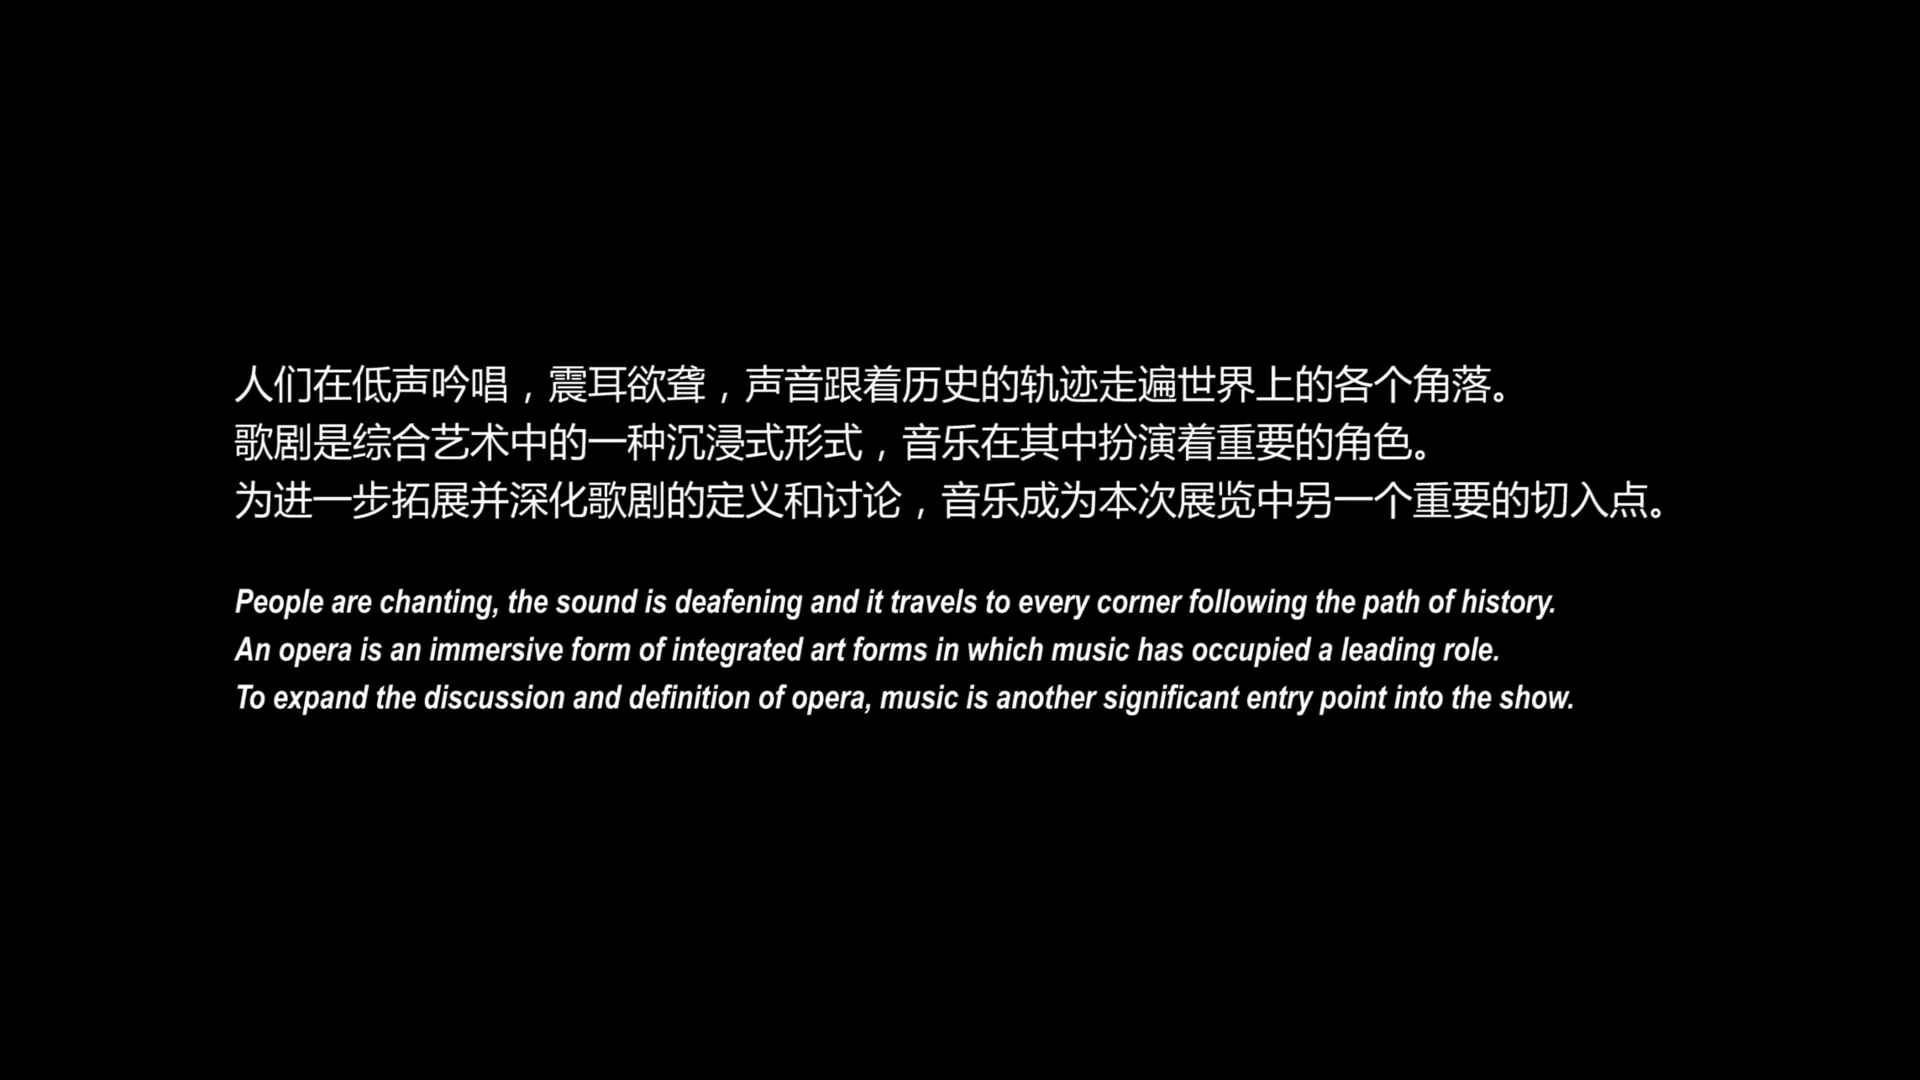 人们在低声吟唱，震耳欲聋，声音跟着历史的轨迹走遍世界上的各个角落。
歌剧是综合艺术中的一种沉浸式形式，音乐在其中扮演着重要的角色。
为进一步拓展并深化歌剧的定义和讨论，音乐成为本次展览中另一个重要的切入点。
People are chanting, the sound is deafening and it travels to every corner following the path of history.
An opera is an immersive form of integrated art forms in which music has occupied a leading role.
To expand the discussion and definition of opera, music is another significant entry point into the show.